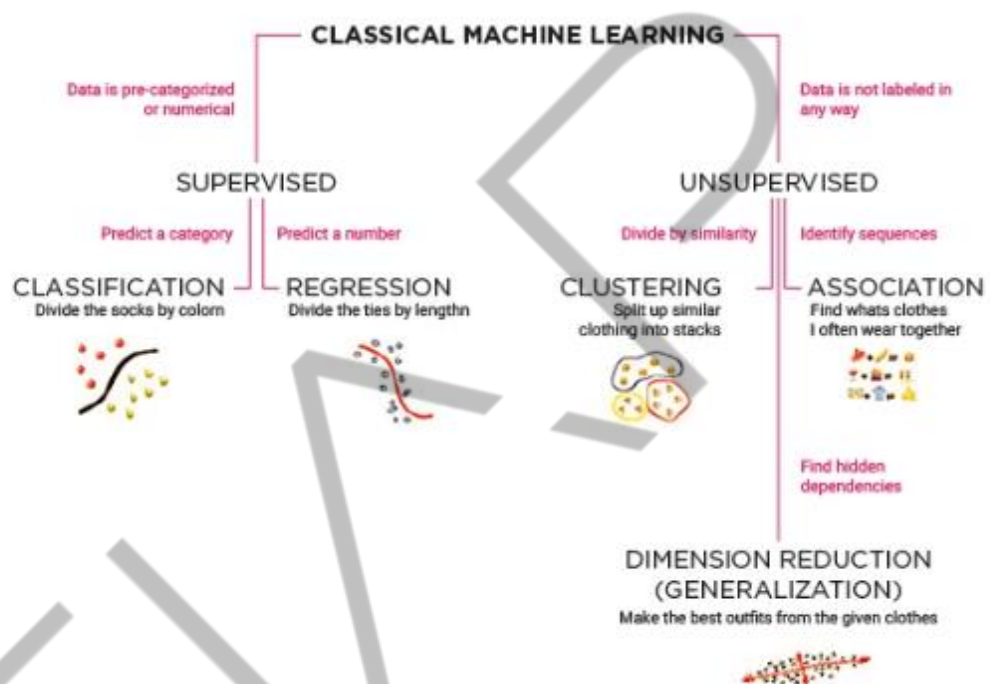 CLASSICAL MACHINE LEARNING
Data is pre-categorized
or numerical
Data is not labeled in
any way
SUPERVISED
UNSUPERVISED
Predict a category
Predict a number
Divide by similarity
Identify sequences
CLASSIFICATION
Divide the socks by colorn
REGRESSION
Divide the ties by lengthn
CLUSTERING
Split up similar
clothing into stacks
ASSOCIATION
Find whats clothes
I often wear together
Find hidden
dependencies
DIMENSION REDUCTION
(GENERALIZATION)
Make the best outfits from the given clothes